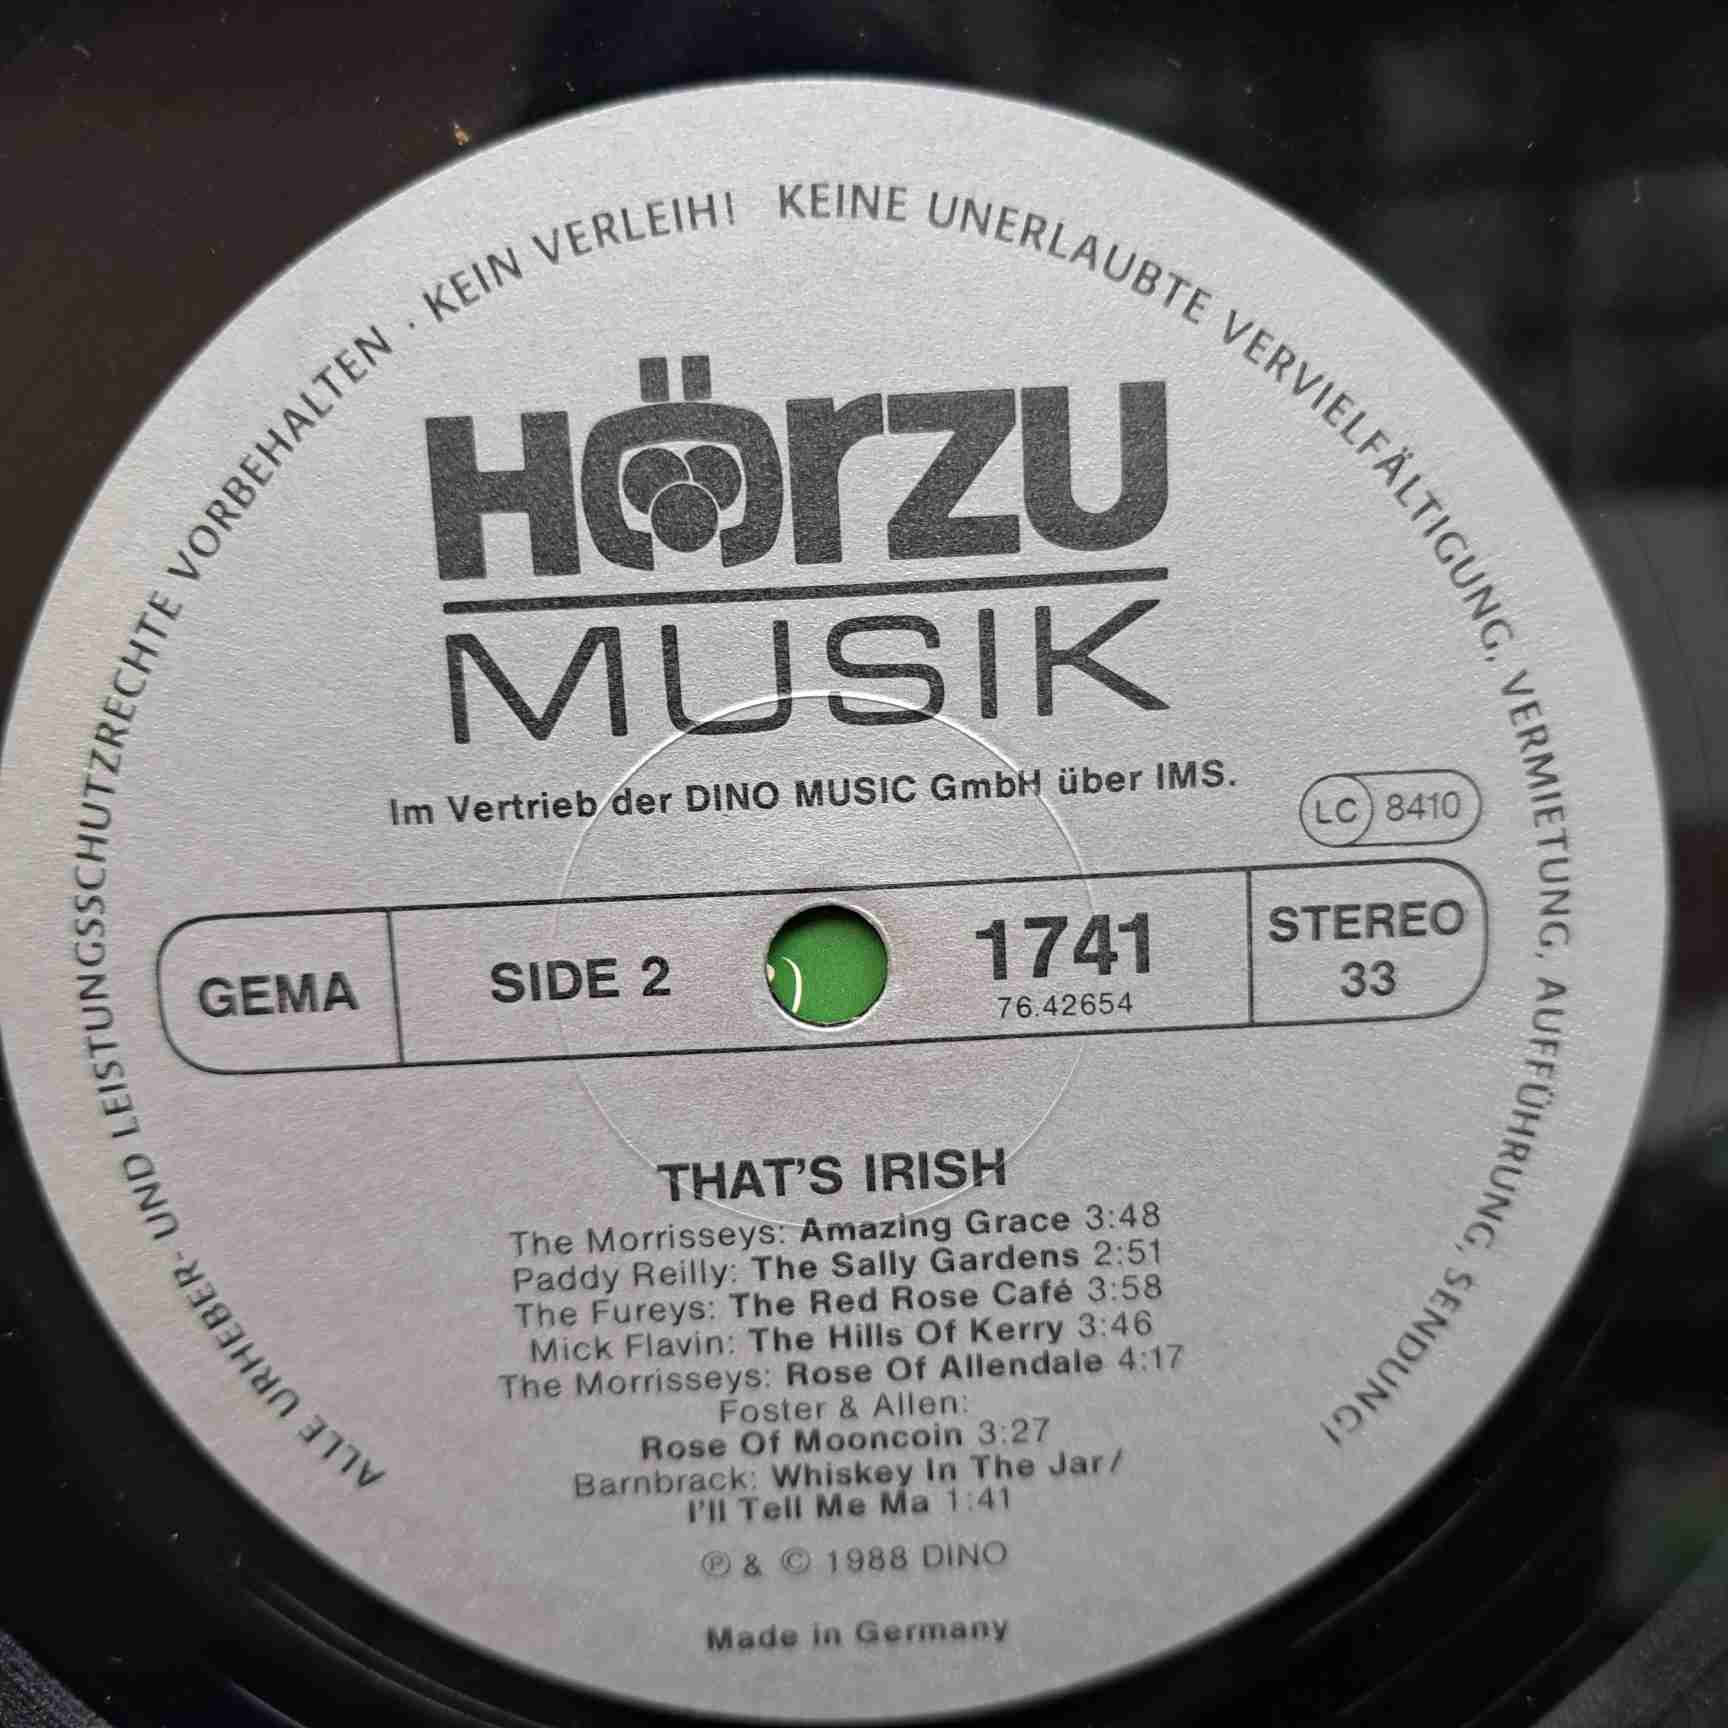 ALLE URHEBER- UND LEISTUNGSSCHUTZRECHTE VORBEHALTEN · KEIN VERLEIH! KEINE UNERLAUBTE VERVIELFÄLTIGUNG, VERMIETUNG, AUFFÜHRUNG, SENDUNG!
HÖRZU
MUSIK
Im Vertrieb der DINO MUSIC GmbH über IMS.
LC 8410
GEMA SIDE 2 1741 STEREO
76.42654 33
THAT'S IRISH
The Morrisseys: Amazing Grace 3:48
Paddy Reilly: The Sally Gardens 2:51
The Fureys: The Red Rose Café 3:58
Mick Flavin: The Hills Of Kerry 3:46
The Morrisseys: Rose Of Allendale 4:17
Foster & Allen:
Rose Of Mooncoin 3:27
Barnbrack: Whiskey In The Jar/
I'll Tell Me Ma 1:41
℗ & © 1988 DINO
Made in Germany